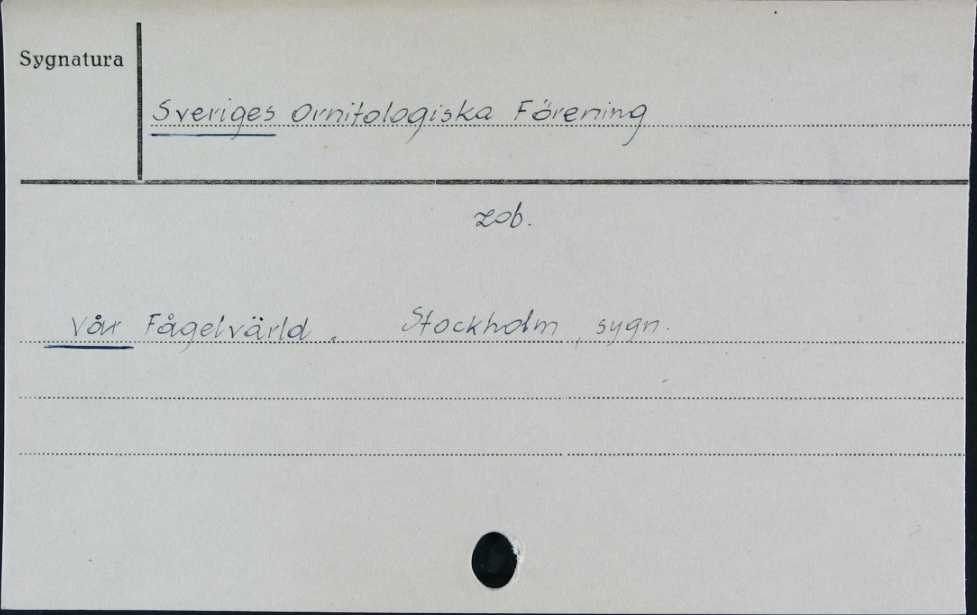 Sygnatura
Sveriges Ornitologiska Förening
zob.
Vår Fågelvärld. Stockholm, sygn.